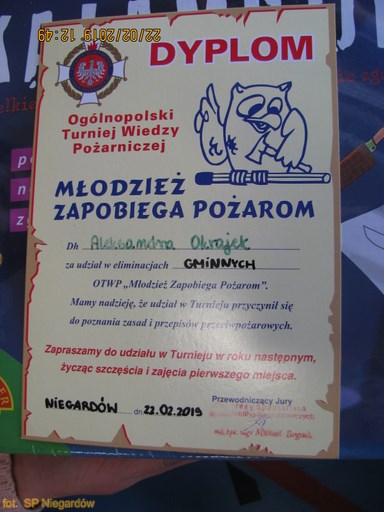 22/02/2019 12:49
DYPLOM
Ogólnopolski
Turniej Wiedzy
Pożarniczej
MŁODZIEŻ
ZAPOBIEGA POŻAROM
Dh Aleksandra Okrajek
za udział w eliminacjach GMINNYCH
OTWP „Młodzież Zapobiega Pożarom".
Mamy nadzieję, że udział w Turnieju przyczynił się
do poznania zasad i przepisów przeciwpożarowych.
Zapraszamy do udziału w Turnieju w roku następnym,
życząc szczęścia i zajęcia pierwszego miejsca.
NIEGARDÓW dn 22.02.2019
Przewodniczący Jury
fot. SP Niegardów